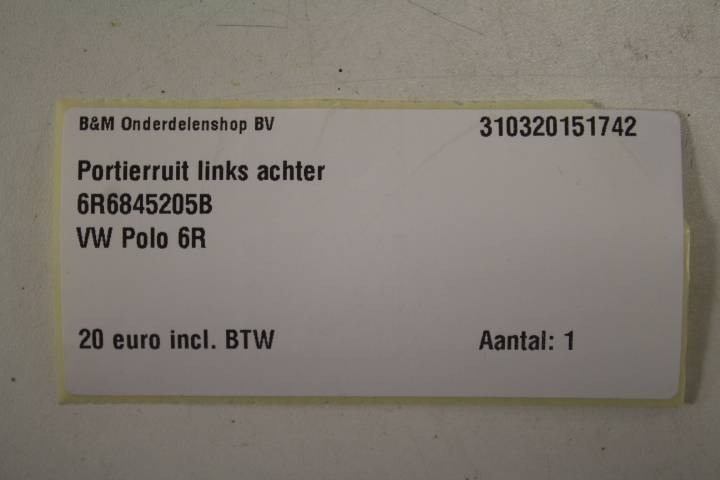 B&M Onderdelenshop BV 310320151742
Portierruit links achter
6R6845205B
VW Polo 6R
20 euro incl. BTW Aantal: 1